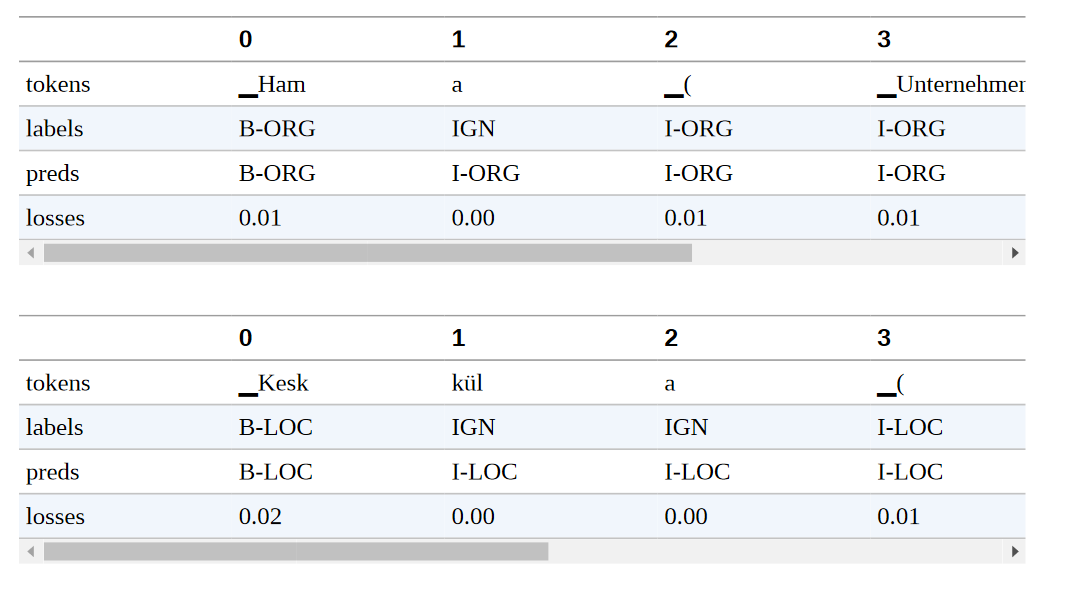 0 1 2 3
tokens ▁Ham a ▁( ▁Unternehmer
labels B-ORG IGN I-ORG I-ORG
preds B-ORG I-ORG I-ORG I-ORG
losses 0.01 0.00 0.01 0.01
0 1 2 3
tokens ▁Kesk kül a ▁(
labels B-LOC IGN IGN I-LOC
preds B-LOC I-LOC I-LOC I-LOC
losses 0.02 0.00 0.00 0.01